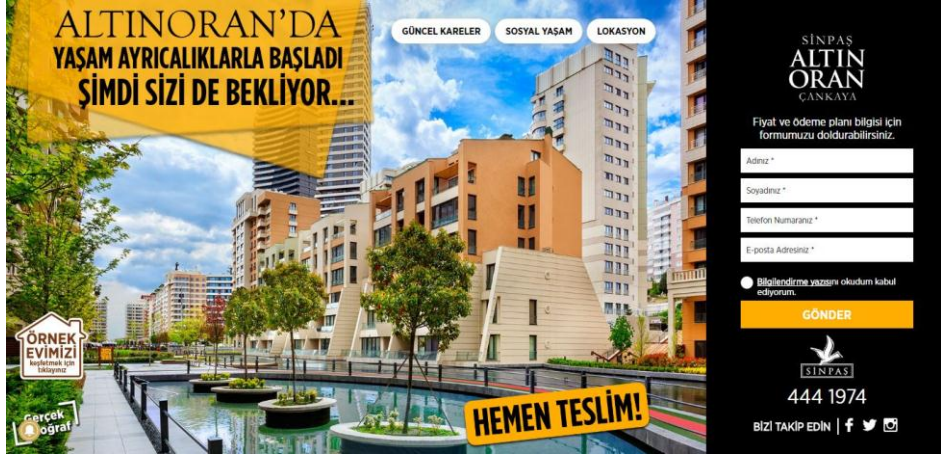 ALTINORAN'DA
YAŞAM AYRICALIKLARLA BAŞLADI
ŞİMDİ SİZİ DE BEKLİYOR...
GÜNCEL KARELER
SOSYAL YAŞAM
LOKASYON
ÖRNEK
EVİMİZİ
keşfetmek için
tıklayınız
Gerçek
HEMEN TESLİM!
SİNPAŞ
ALTIN
ORAN
ÇANKAYA
Fiyat ve ödeme planı bilgisi için
formumuzu doldurabilirsiniz.
Adınız *
Soyadınız *
Telefon Numaranız *
E-posta Adresiniz *
Bilgilendirme yazısını okudum kabul
ediyorum.
GÖNDER
SİNPAŞ
444 1974
BİZİ TAKİP EDİN